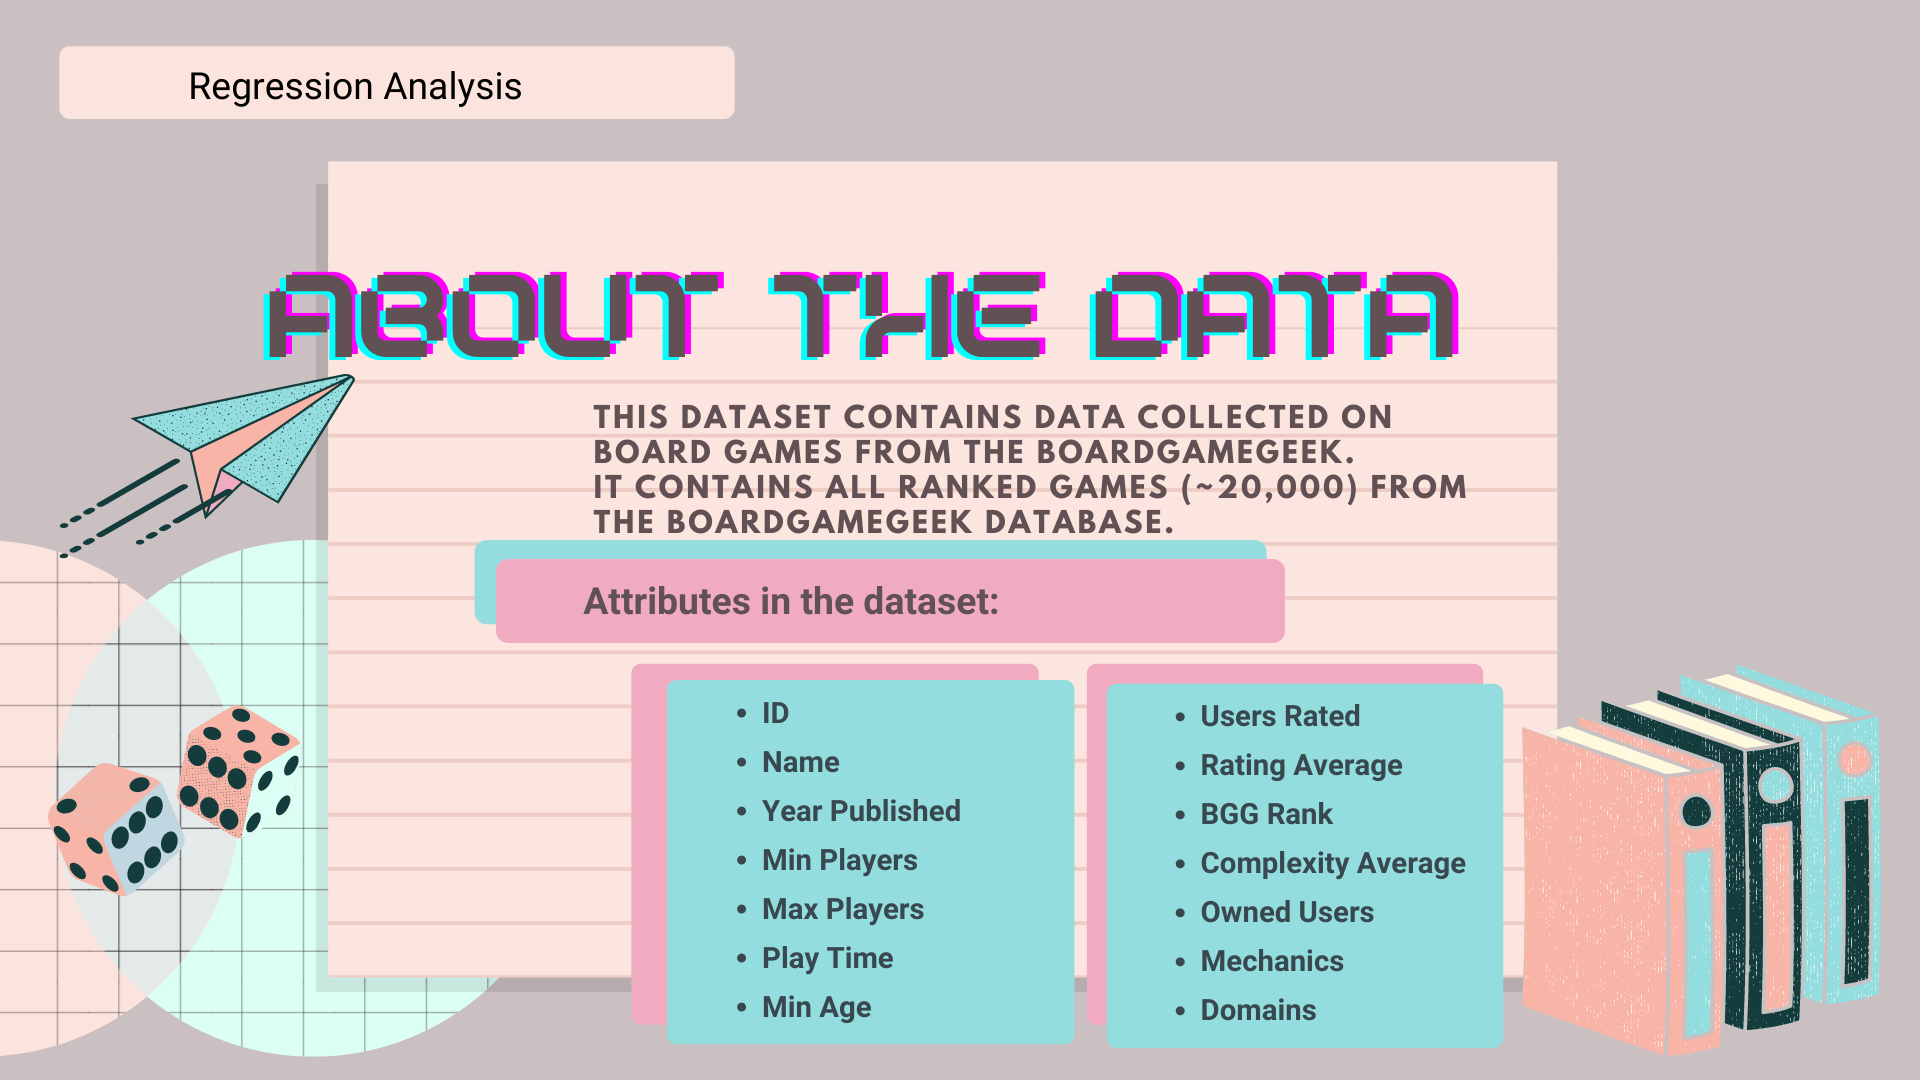 Regression Analysis
ABOUT THE DATA
THIS DATASET CONTAINS DATA COLLECTED ON
BOARD GAMES FROM THE BOARDGAMEGEEK.
IT CONTAINS ALL RANKED GAMES (~20,000) FROM
THE BOARDGAMEGEEK DATABASE.
Attributes in the dataset:
• ID
• Name
• Year Published
• Min Players
• Max Players
• Play Time
• Min Age
• Users Rated
• Rating Average
• BGG Rank
• Complexity Average
• Owned Users
• Mechanics
• Domains